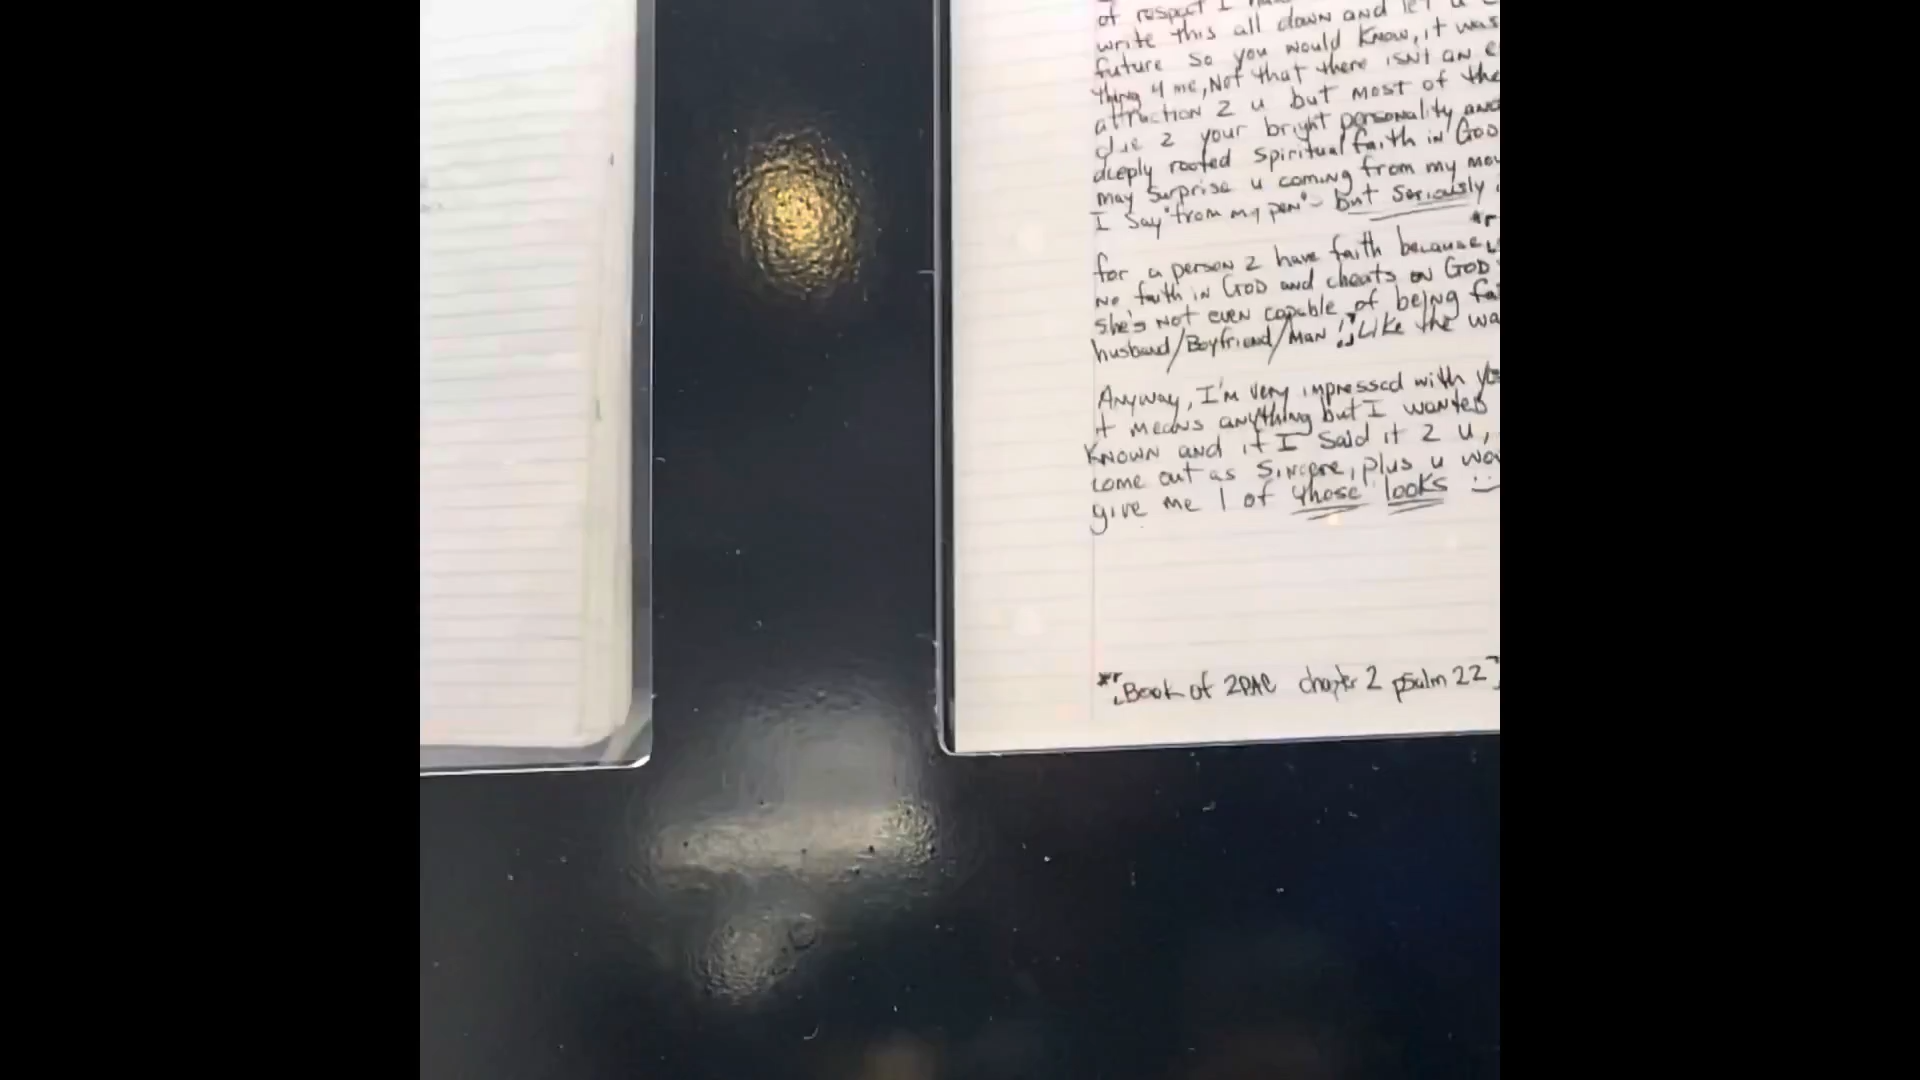 of respect I
write this all down and let u
future so you would know, it was
thing 4 me, Not that there isn't an
attraction 2 u but most of the
due 2 your bright personality and
deeply rooted spiritual faith in GOD
may surprise u coming from my
I say "from my pen" - but seriously
for a person 2 have faith because
no faith in GOD and cheats on GOD
she's not even capable of being
husband/Boyfriend/Man !! Like the
Anyway, I'm very impressed with
it means anything but I wanted
known and if I said it 2 u,
come out as sincere, plus u
give me 1 of those looks :)
*[Book of 2PAC chapter 2 psalm 22]